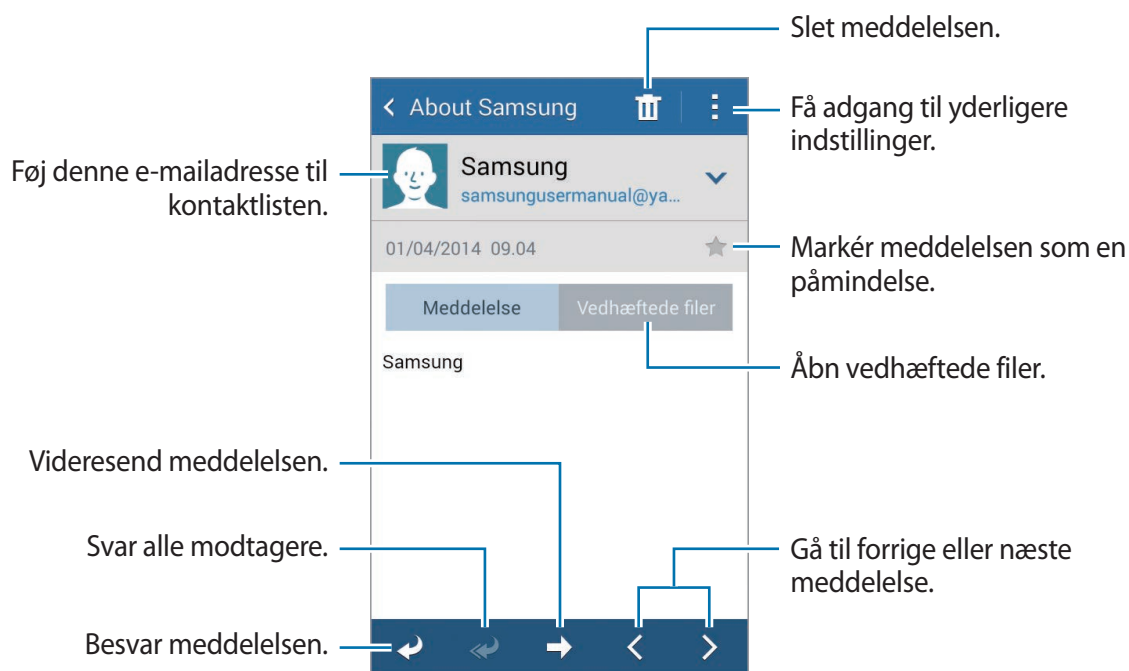 Slet meddelelsen.
About Samsung
Få adgang til yderligere
indstillinger.
Føj denne e-mailadresse til
kontaktlisten.
Samsung
samsungusermanual@ya...
01/04/2014 09.04
Markér meddelelsen som en
påmindelse.
Meddelelse
Vedhæftede filer
Samsung
Åbn vedhæftede filer.
Videresend meddelelsen.
Svar alle modtagere.
Gå til forrige eller næste
meddelelse.
Besvar meddelelsen.